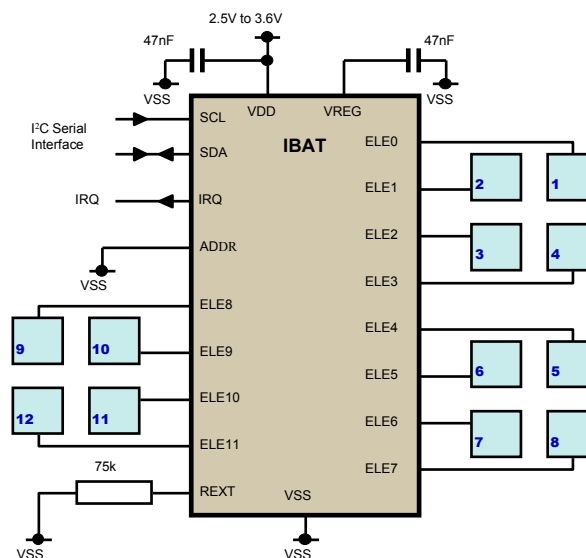 2.5V to 3.6V
47nF
47nF
VSS
VSS
VDD
VREG
I²C Serial
Interface
SCL
SDA
IRQ
IRQ
ADDR
VSS
IBAT
ELE0
ELE1
ELE2
ELE3
ELE4
ELE5
ELE6
ELE7
2
1
3
4
6
5
7
8
ELE8
ELE9
ELE10
ELE11
9
10
12
11
75k
REXT
VSS
VSS
VSS